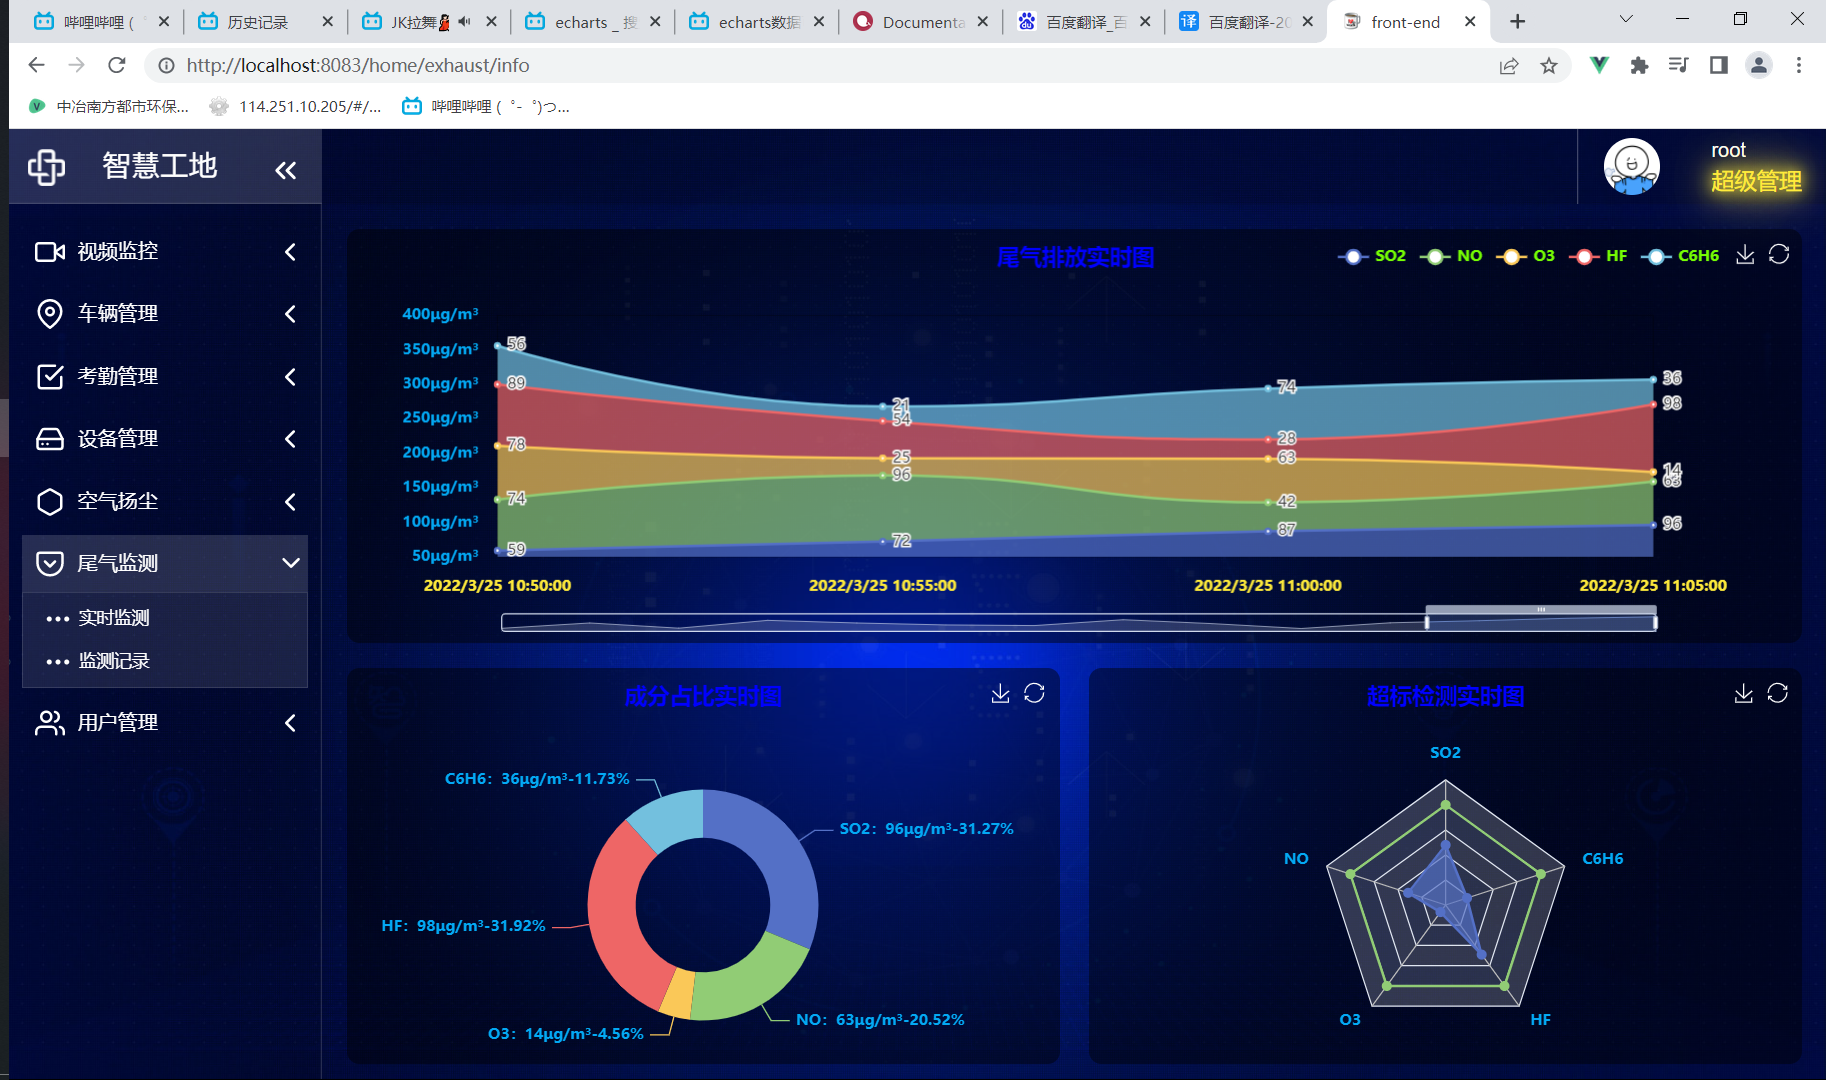 哔哩哔哩 (
历史记录
JK拉舞
echarts _ 搜
echarts数据
Documenta
百度翻译_百
百度翻译-20
front-end
http://localhost:8083/home/exhaust/info
中冶南方都市环保...
114.251.10.205/#/...
哔哩哔哩 ( ゜- ゜)つ...
智慧工地
root
超级管理
视频监控
车辆管理
考勤管理
设备管理
空气扬尘
尾气监测
实时监测
监测记录
用户管理
尾气排放实时图
SO2 NO O3 HF C6H6
400μg/m³
350μg/m³
300μg/m³
250μg/m³
200μg/m³
150μg/m³
100μg/m³
50μg/m³
56
89
78
74
59
21
54
25
96
72
74
28
63
42
87
36
98
14
63
96
2022/3/25 10:50:00 2022/3/25 10:55:00 2022/3/25 11:00:00 2022/3/25 11:05:00
成分占比实时图
C6H6：36μg/m³-11.73%
SO2：96μg/m³-31.27%
HF：98μg/m³-31.92%
NO：63μg/m³-20.52%
O3：14μg/m³-4.56%
超标检测实时图
SO2
NO
C6H6
O3
HF